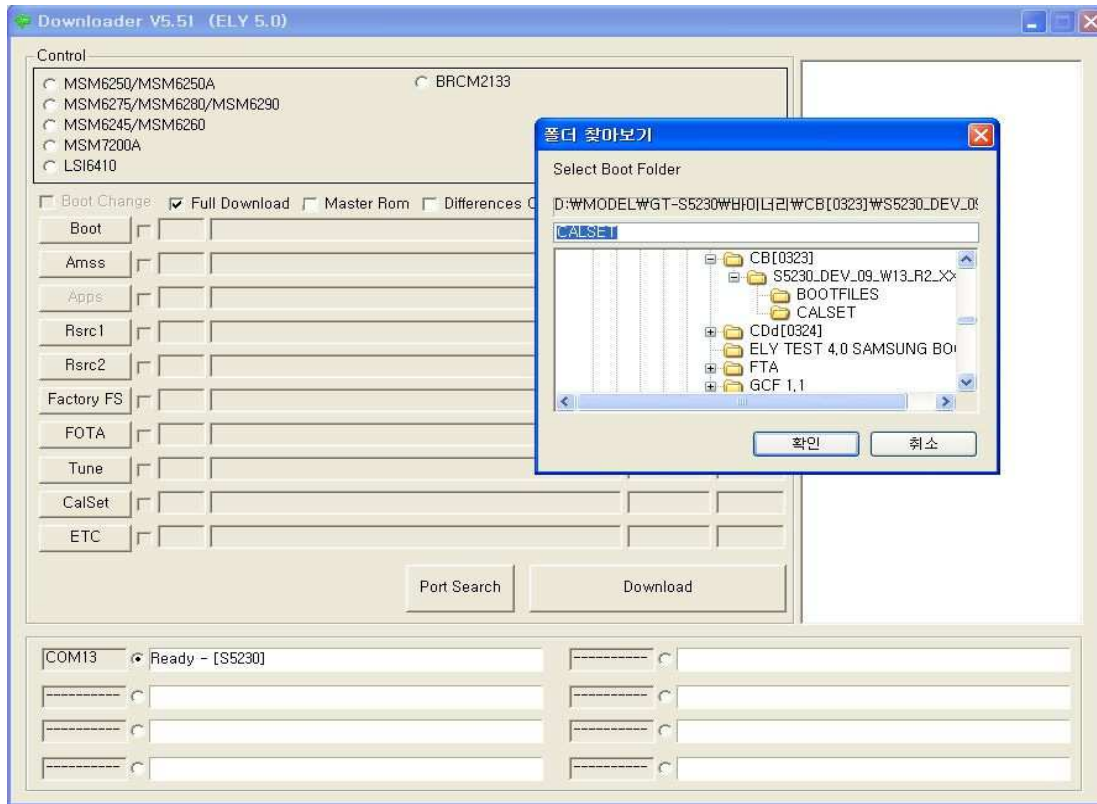 Downloader V5.51 (ELY 5.0)
Control
MSM6250/MSM6250A
BRCM2133
MSM6275/MSM6280/MSM6290
MSM6245/MSM6260
MSM7200A
LSI6410
Boot Change
Full Download
Master Rom
Differences
Boot
Amss
Apps
Rsrc1
Rsrc2
Factory FS
FOTA
Tune
CalSet
ETC
Port Search
Download
폴더 찾아보기
Select Boot Folder
D:₩MODEL₩GT-S5230₩바이너리₩CB[0323]₩S5230_DEV_09
CALSET
CB[0323]
S5230_DEV_09_W13_R2_XX
BOOTFILES
CALSET
CDd[0324]
ELY TEST 4.0 SAMSUNG BO
FTA
GCF 1.1
확인
취소
COM13
Ready - [S5230]
----------
----------
----------
----------
----------
----------
----------